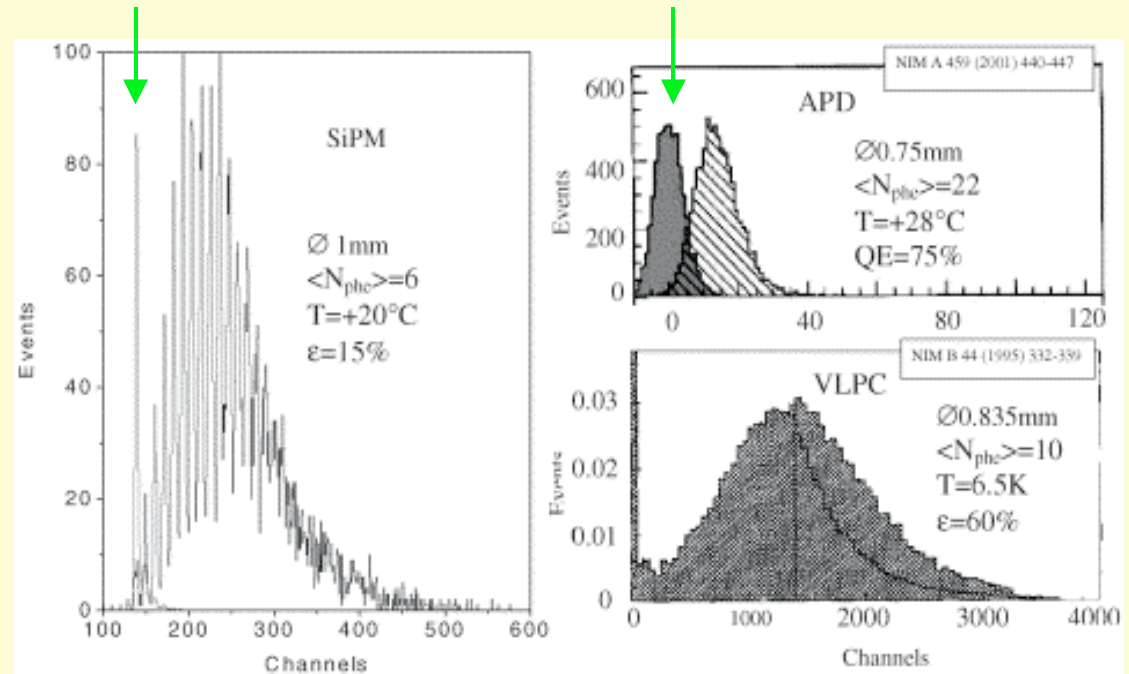 100
80
60
40
20
0
Events
SiPM
Ø 1mm
<Nphe>=6
T=+20°C
ε=15%
100 200 300 400 500 600
Channels
NIM A 459 (2001) 440-447
600
400
200
0
Events
APD
Ø0.75mm
<Nphe>=22
T=+28°C
QE=75%
0 40 80 120
NIM B 44 (1995) 332-339
0.03
0.02
0.01
0
Events
VLPC
Ø0.835mm
<Nphe>=10
T=6.5K
ε=60%
0 1000 2000 3000 4000
Channels